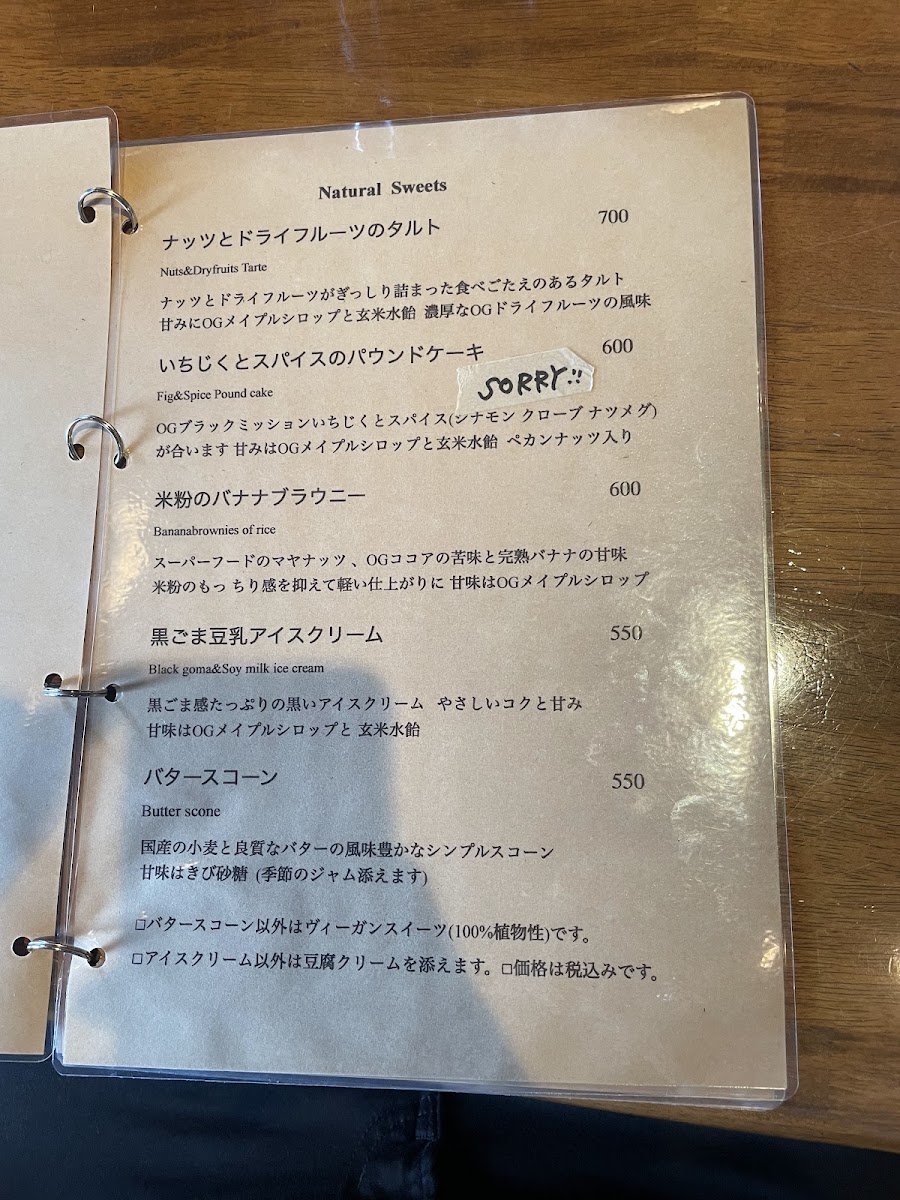 Natural Sweets
ナッツとドライフルーツのタルト 700
Nuts&Dryfruits Tarte
ナッツとドライフルーツがぎっしり詰まった食べごたえのあるタルト
甘みにOGメイプルシロップと玄米水飴 濃厚なOGドライフルーツの風味
いちじくとスパイスのパウンドケーキ 600
SORRY!!
Fig&Spice Pound cake
OGブラックミッションいちじくとスパイス(シナモン クローブ ナツメグ)
が合います 甘みはOGメイプルシロップと玄米水飴 ペカンナッツ入り
米粉のバナナブラウニー 600
Bananabrownies of rice
スーパーフードのマヤナッツ、OGココアの苦味と完熟バナナの甘味
米粉のもっちり感を抑えて軽い仕上がりに 甘味はOGメイプルシロップ
黒ごま豆乳アイスクリーム 550
Black goma&Soy milk ice cream
黒ごま感たっぷりの黒いアイスクリーム やさしいコクと甘み
甘味はOGメイプルシロップと 玄米水飴
バタースコーン 550
Butter scone
国産の小麦と良質なバターの風味豊かなシンプルスコーン
甘味はきび砂糖 (季節のジャム添えます)
□バタースコーン以外はヴィーガンスイーツ(100%植物性)です。
□アイスクリーム以外は豆腐クリームを添えます。□価格は税込みです。